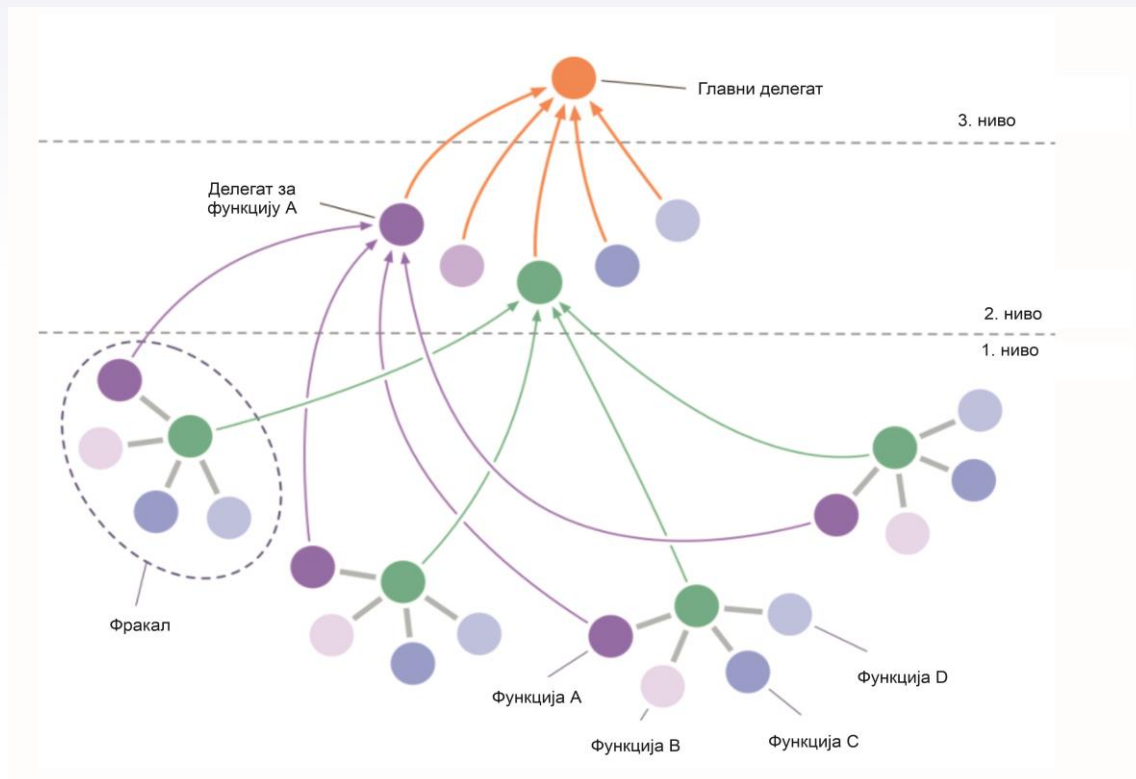 Главни делегат
3. ниво
Делегат за
функцију А
2. ниво
1. ниво
Фракал
Функција А
Функција B
Функција C
Функција D